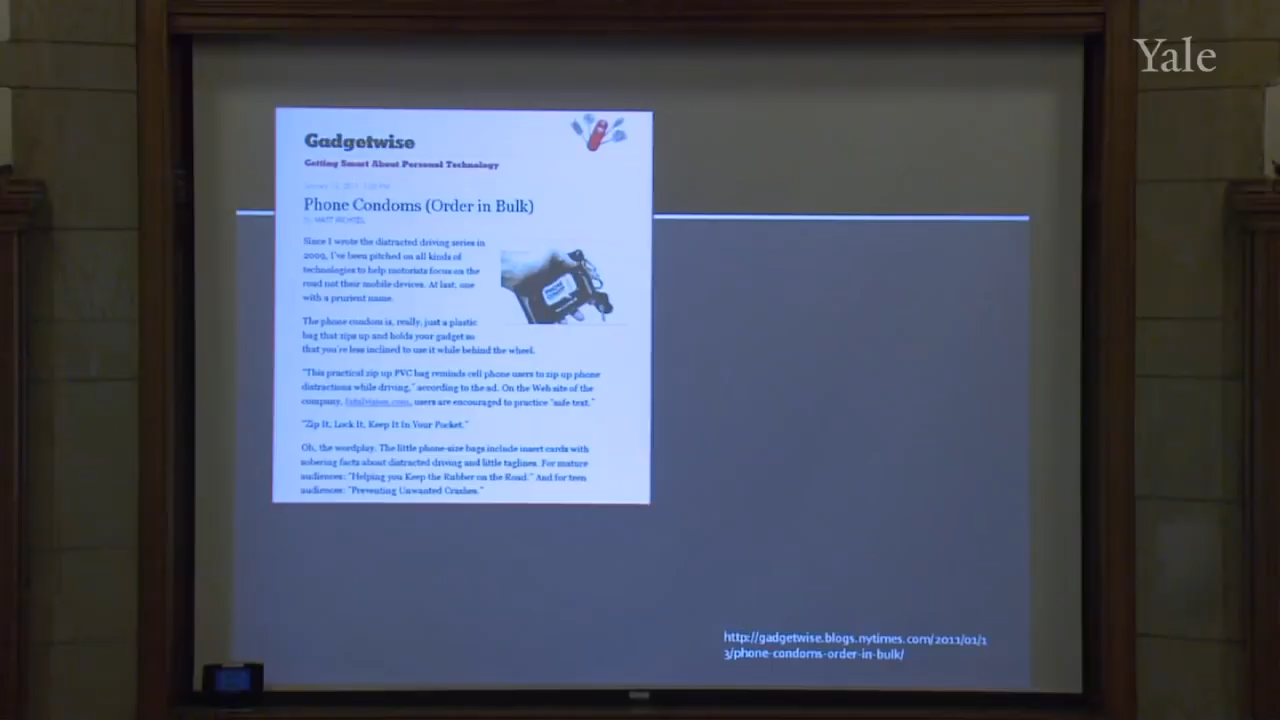 Yale
Gadgetwise
Getting Smart About Personal Technology
Phone Condoms (Order in Bulk)
Since I wrote the distracted driving series in
2009, I've been pitched on all kinds of
technologies to help motorists focus on the
road not their mobile devices. At last, one
with a prurient name.
The phone condom is, really, just a plastic
bag that zips up and holds your gadget so
that you're less inclined to use it while behind the wheel.
"This practical zip up PVC bag reminds cell phone users to zip up phone
distractions while driving," according to the ad. On the Web site of the
company, users are encouraged to practice "safe text."
"Zip It, Lock It, Keep It In Your Pocket."
Oh, the wordplay. The little phone-size bags include insert cards with
sobering facts about distracted driving and little taglines. For mature
audiences: "Helping you Keep the Rubber on the Road." And for teen
audiences: "Preventing Unwanted Crashes."
http://gadgetwise.blogs.nytimes.com/2011/01/1
3/phone-condoms-order-in-bulk/